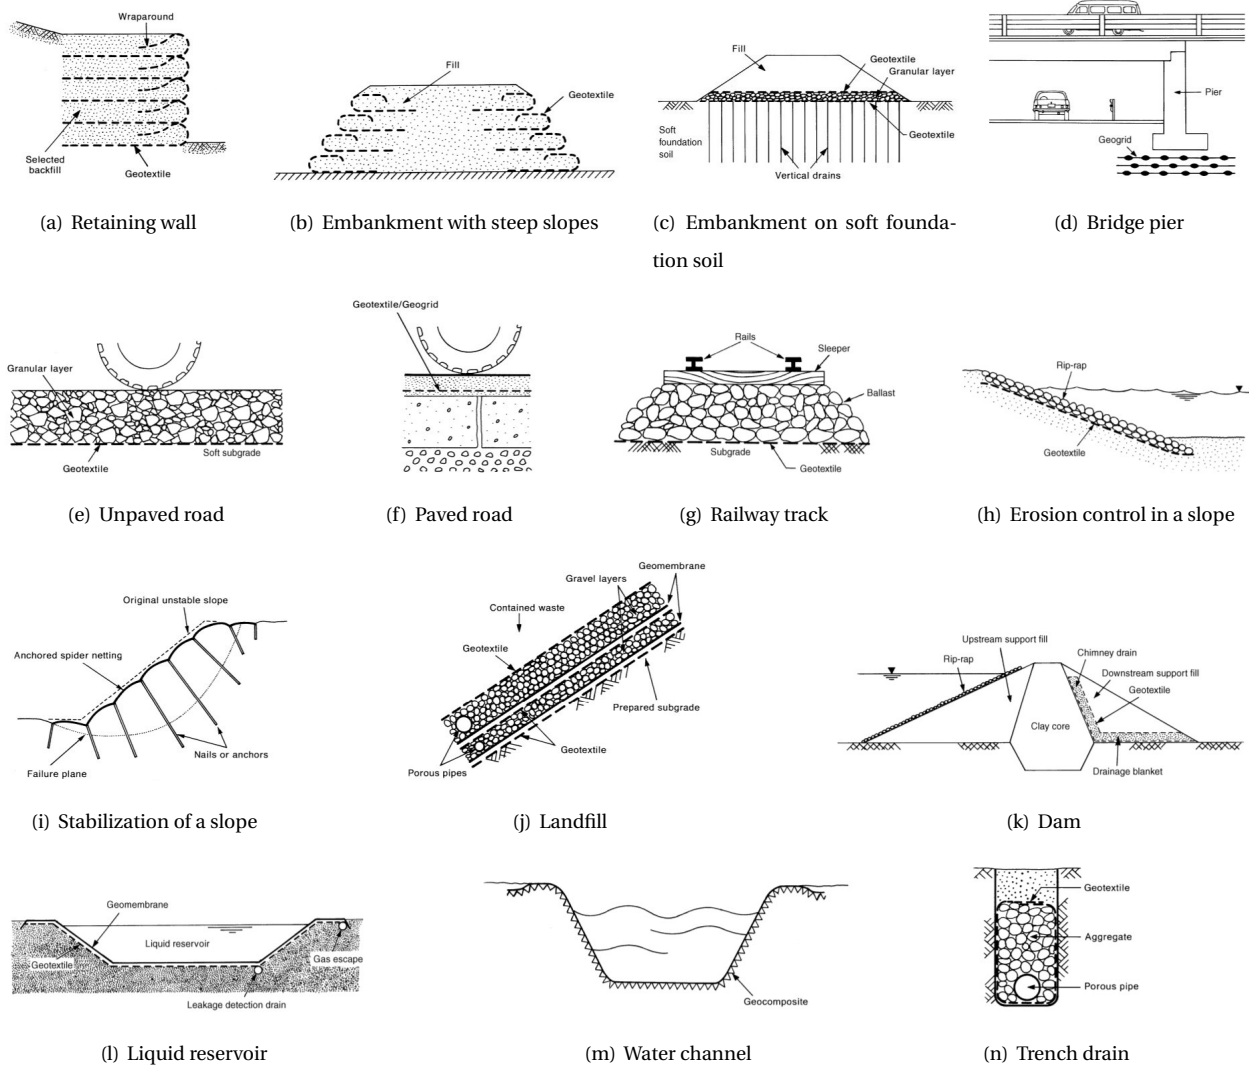 Wraparound
Selected
backfill
Geotextile
(a) Retaining wall
Fill
Geotextile
(b) Embankment with steep slopes
Fill
Geotextile
Granular layer
Geotextile
Soft
foundation
soil
Vertical drains
(c) Embankment on soft founda-
tion soil
Pier
Geogrid
(d) Bridge pier
Granular layer
Soft subgrade
Geotextile
(e) Unpaved road
Geotextile/Geogrid
(f) Paved road
Rails
Sleeper
Ballast
Subgrade
Geotextile
(g) Railway track
Rip-rap
Geotextile
(h) Erosion control in a slope
Original unstable slope
Anchored spider netting
Nails or anchors
Failure plane
(i) Stabilization of a slope
Geomembrane
Gravel layers
Contained waste
Geotextile
Prepared subgrade
Geotextile
Porous pipes
(j) Landfill
Upstream support fill
Rip-rap
Chimney drain
Downstream support fill
Geotextile
Clay core
Drainage blanket
(k) Dam
Geomembrane
Liquid reservoir
Geotextile
Gas escape
Leakage detection drain
(l) Liquid reservoir
Geocomposite
(m) Water channel
Geotextile
Aggregate
Porous pipe
(n) Trench drain